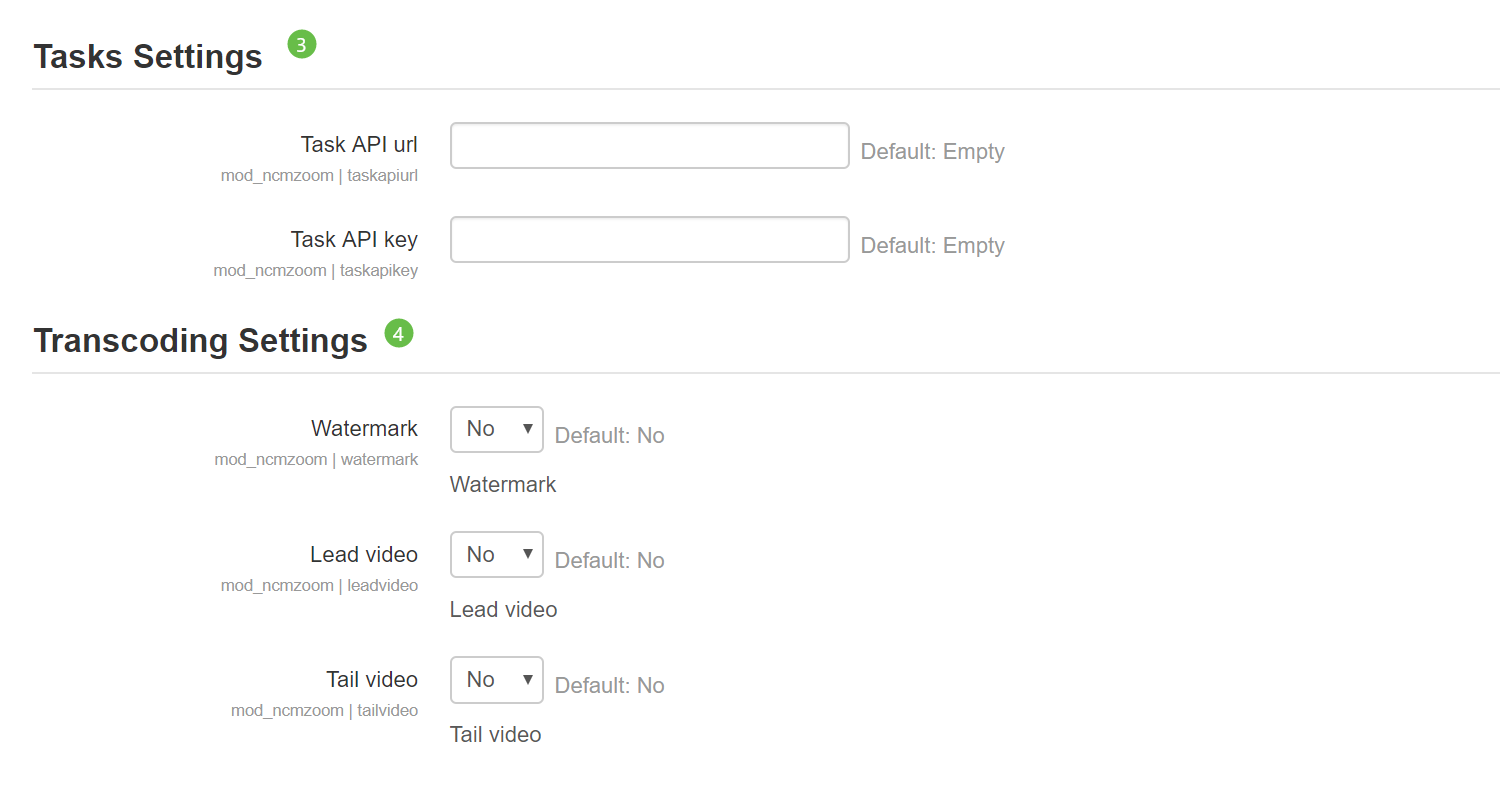 Tasks Settings 3
Task API url
Default: Empty
mod_ncmzoom | taskapiurl
Task API key
Default: Empty
mod_ncmzoom | taskapikey
Transcoding Settings 4
Watermark No ▼ Default: No
mod_ncmzoom | watermark
Watermark
Lead video No ▼ Default: No
mod_ncmzoom | leadvideo
Lead video
Tail video No ▼ Default: No
mod_ncmzoom | tailvideo
Tail video